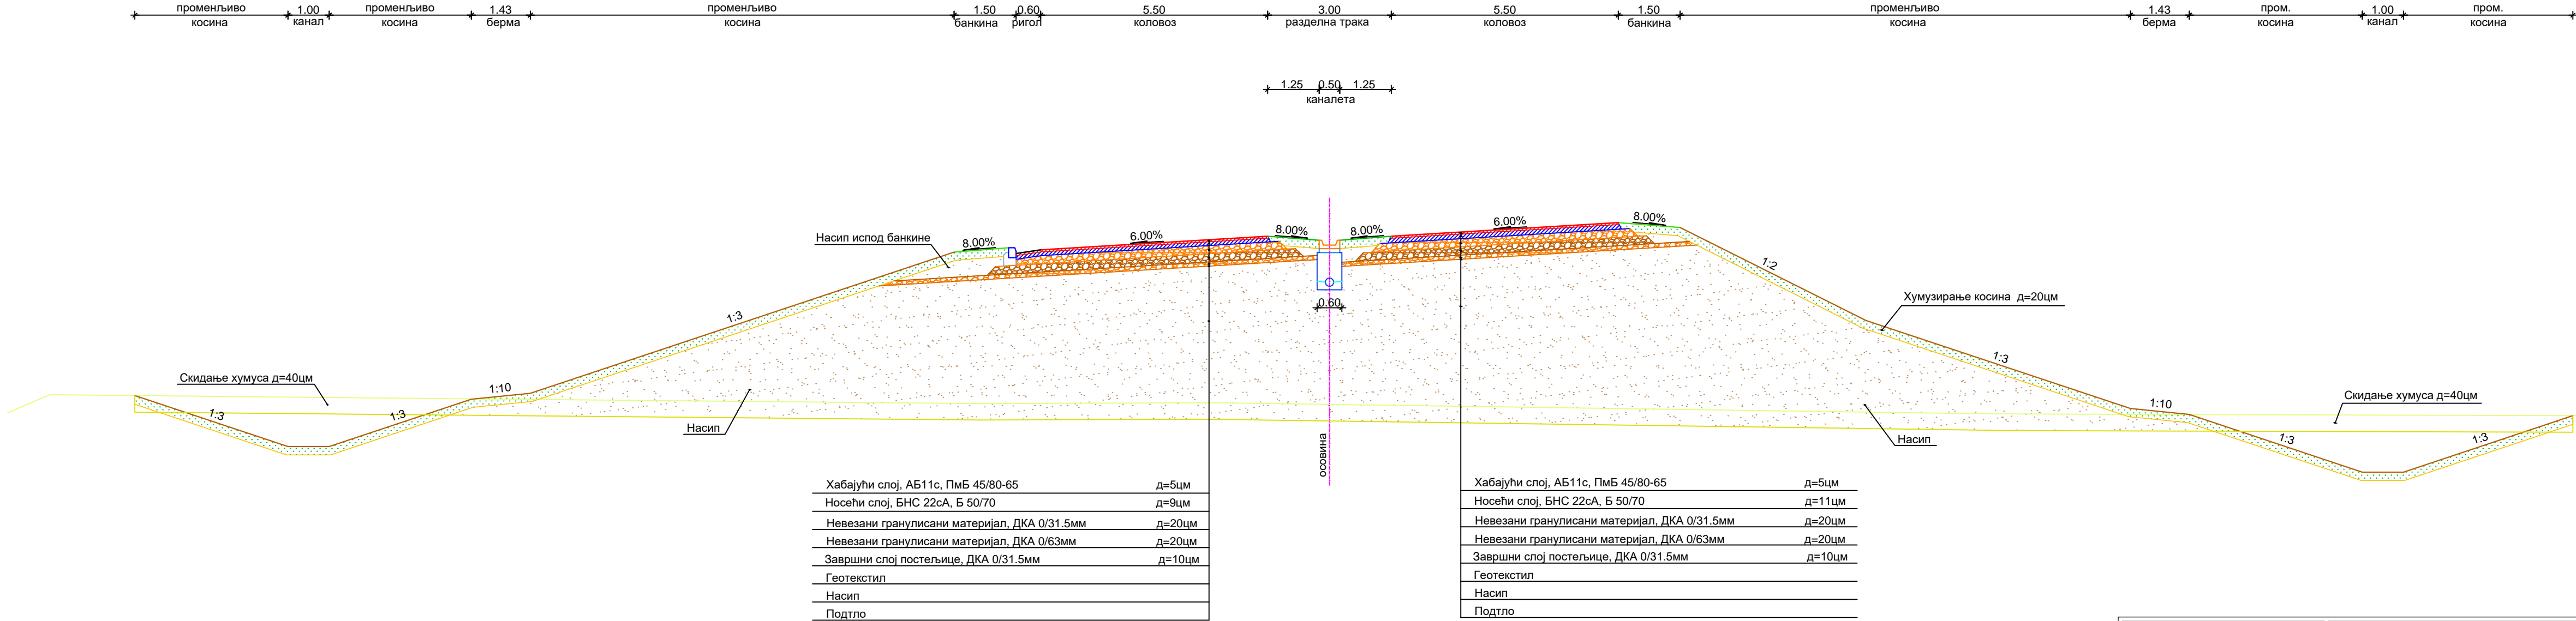 променљиво 1.00 променљиво 1.43 променљиво 1.50 0.60 5.50 3.00 5.50 1.50 променљиво 1.43 пром. 1.00 пром.
косина канал косина берма косина банкина ригол коловоз разделна трака коловоз банкина косина берма косина канал косина
1.25 0.50 1.25
каналета
8.00% 6.00% 8.00% 8.00% 6.00% 8.00%
Насип испод банкине
1:2
Хумузирање косина д=20цм
0.60
1:3
1:3
Скидање хумуса д=40цм
1:10
1:3
1:3
Насип
осовина
1:10
Скидање хумуса д=40цм
1:3
1:3
Насип
Хабајући слој, АБ11с, ПмБ 45/80-65 д=5цм
Носећи слој, БНС 22сА, Б 50/70 д=9цм
Невезани гранулисани материјал, ДКА 0/31.5мм д=20цм
Невезани гранулисани материјал, ДКА 0/63мм д=20цм
Завршни слој постељице, ДКА 0/31.5мм д=10цм
Геотекстил
Насип
Подтло
Хабајући слој, АБ11с, ПмБ 45/80-65 д=5цм
Носећи слој, БНС 22сА, Б 50/70 д=11цм
Невезани гранулисани материјал, ДКА 0/31.5мм д=20цм
Невезани гранулисани материјал, ДКА 0/63мм д=20цм
Завршни слој постељице, ДКА 0/31.5мм д=10цм
Геотекстил
Насип
Подтло